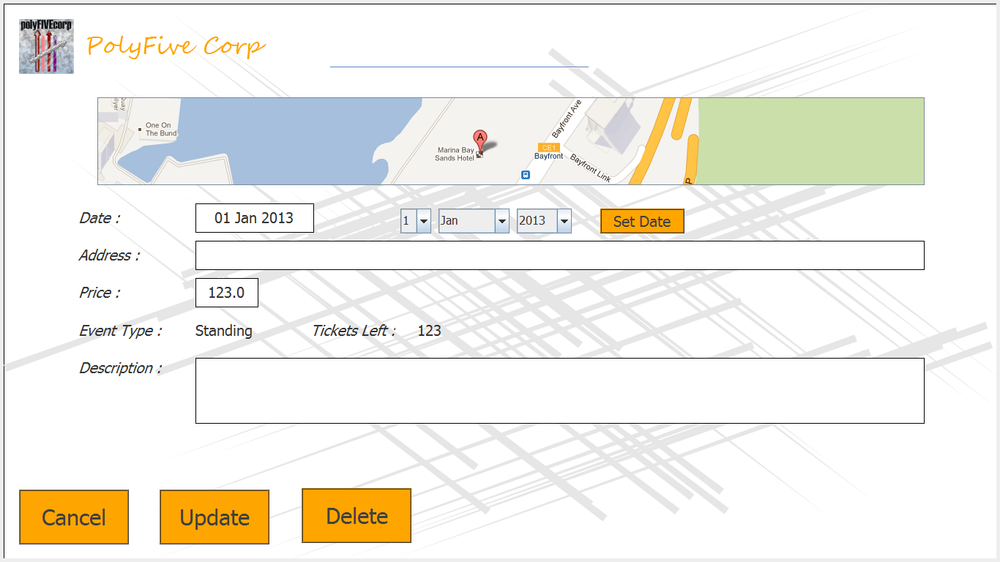 polyFIVEcorp
PolyFive Corp
Quay
One On
The Bund
A
Marina Bay
Sands Hotel
Bayfront Ave
CE1
Bayfront
Bayfront Link
P
Date :
01 Jan 2013
1
Jan
2013
Set Date
Address :
Price :
123.0
Event Type :
Standing
Tickets Left :
123
Description :
Cancel
Update
Delete